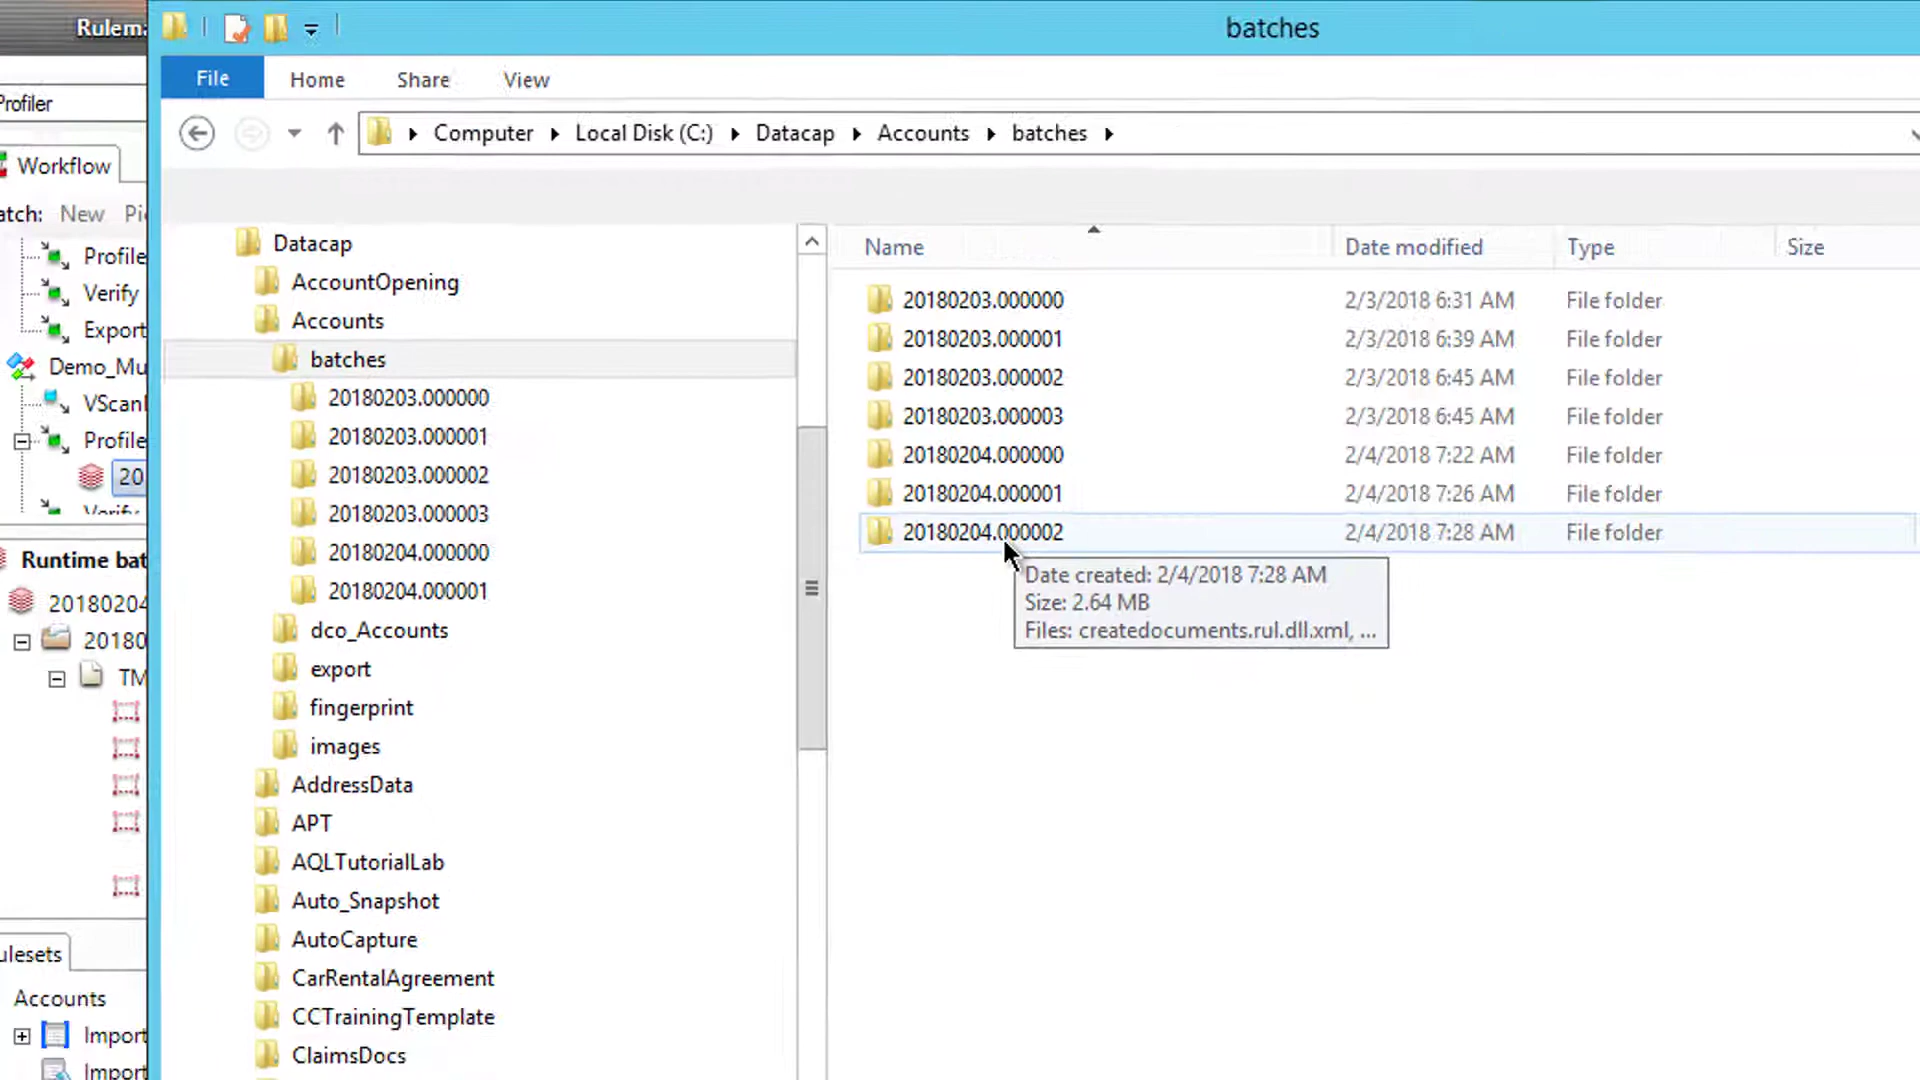 Rulem
batches
File
Home
Share
View
Profiler
Computer
Local Disk (C:)
Datacap
Accounts
batches
Workflow
atch:
New
Pi
Profile
Verify
Export
Demo_Mu
VScan
Profile
20
Verify
Runtime bat
20180204
20180
TM
ulesets
Accounts
Import
Import
Datacap
AccountOpening
Accounts
batches
20180203.000000
20180203.000001
20180203.000002
20180203.000003
20180204.000000
20180204.000001
dco_Accounts
export
fingerprint
images
AddressData
APT
AQLTutorialLab
Auto_Snapshot
AutoCapture
CarRentalAgreement
CCTrainingTemplate
ClaimsDocs
Name Date modified Type Size
20180203.000000 2/3/2018 6:31 AM File folder
20180203.000001 2/3/2018 6:39 AM File folder
20180203.000002 2/3/2018 6:45 AM File folder
20180203.000003 2/3/2018 6:45 AM File folder
20180204.000000 2/4/2018 7:22 AM File folder
20180204.000001 2/4/2018 7:26 AM File folder
20180204.000002 2/4/2018 7:28 AM File folder
Date created: 2/4/2018 7:28 AM
Size: 2.64 MB
Files: createdocuments.rul.dll.xml, ...